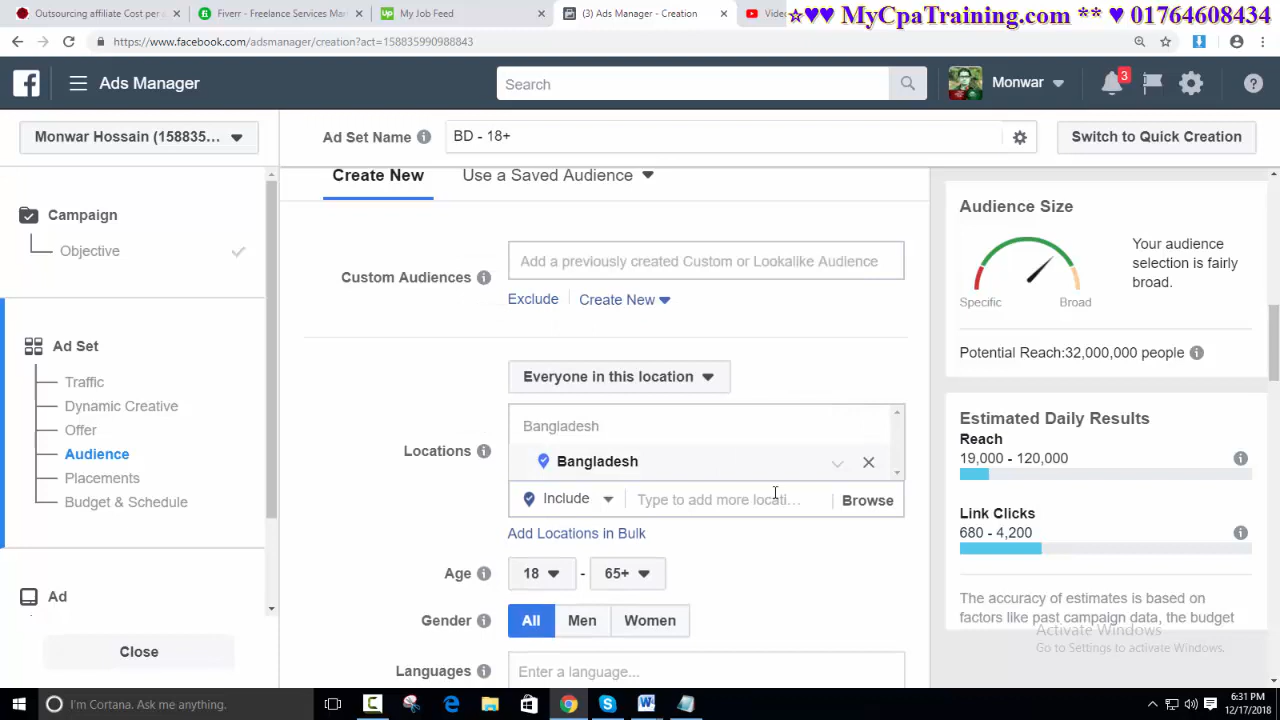 Outsourcing affiliate Cost per a
Fiverr - Freelance Services Mar
My Job Feed
(3) Ads Manager - Creation
Vide
☆♥♥ MyCpaTraining.com ** ♥ 01764608434
https://www.facebook.com/adsmanager/creation?act=158835990988843
Ads Manager
Search
Monwar
3
Monwar Hossain (158835...
Ad Set Name
BD - 18+
Switch to Quick Creation
Create New
Use a Saved Audience
Campaign
Objective
Ad Set
Traffic
Dynamic Creative
Offer
Audience
Placements
Budget & Schedule
Ad
Close
Custom Audiences
Add a previously created Custom or Lookalike Audience
Exclude
Create New
Everyone in this location
Locations
Bangladesh
Bangladesh
Include
Type to add more locati...
Browse
Add Locations in Bulk
Age
18
-
65+
Gender
All
Men
Women
Languages
Enter a language...
Audience Size
Specific
Broad
Your audience
selection is fairly
broad.
Potential Reach:32,000,000 people
Estimated Daily Results
Reach
19,000 - 120,000
Link Clicks
680 - 4,200
The accuracy of estimates is based on
factors like past campaign data, the budget
Activate Windows
Go to Settings to activate Windows.
I'm Cortana. Ask me anything.
6:31 PM
12/17/2018